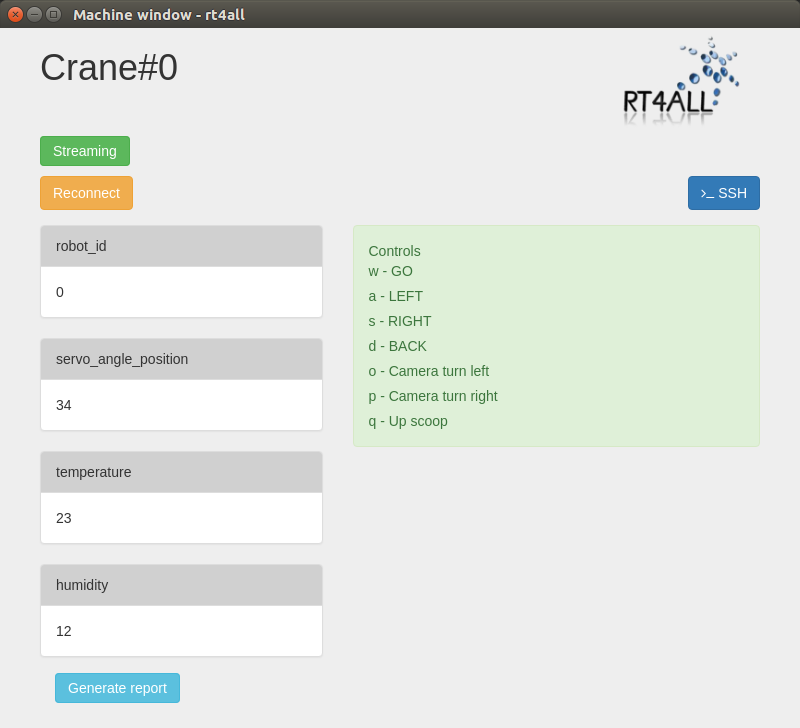 Machine window - rt4all
Crane#0
RT4ALL
Streaming
Reconnect
>_ SSH
robot_id
0
servo_angle_position
34
temperature
23
humidity
12
Generate report
Controls
w - GO
a - LEFT
s - RIGHT
d - BACK
o - Camera turn left
p - Camera turn right
q - Up scoop